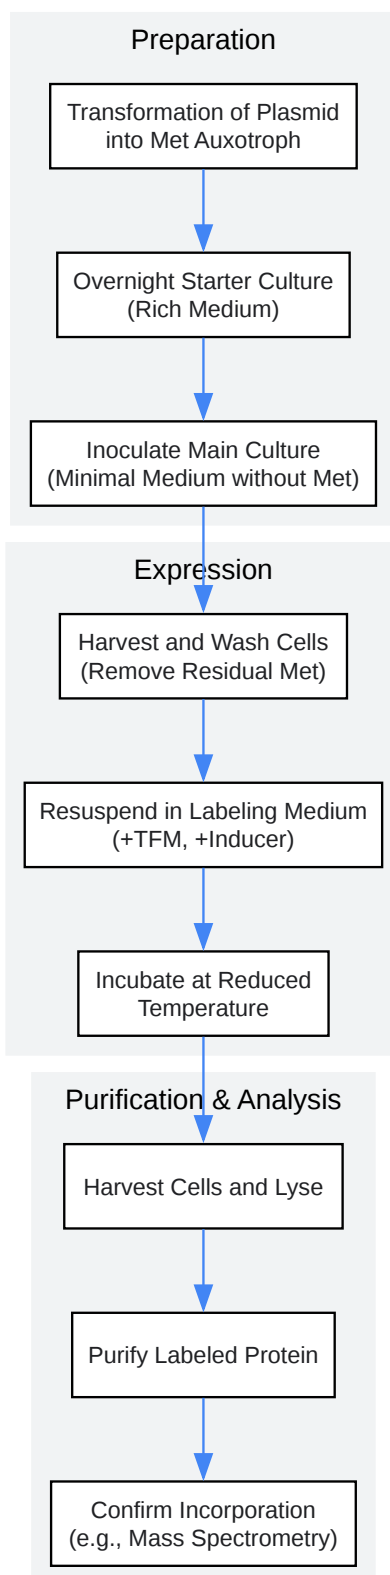 Preparation
Transformation of Plasmid
into Met Auxotroph
Overnight Starter Culture
(Rich Medium)
Inoculate Main Culture
(Minimal Medium without Met)
Expression
Harvest and Wash Cells
(Remove Residual Met)
Resuspend in Labeling Medium
(+TFM, +Inducer)
Incubate at Reduced
Temperature
Purification & Analysis
Harvest Cells and Lyse
Purify Labeled Protein
Confirm Incorporation
(e.g., Mass Spectrometry)